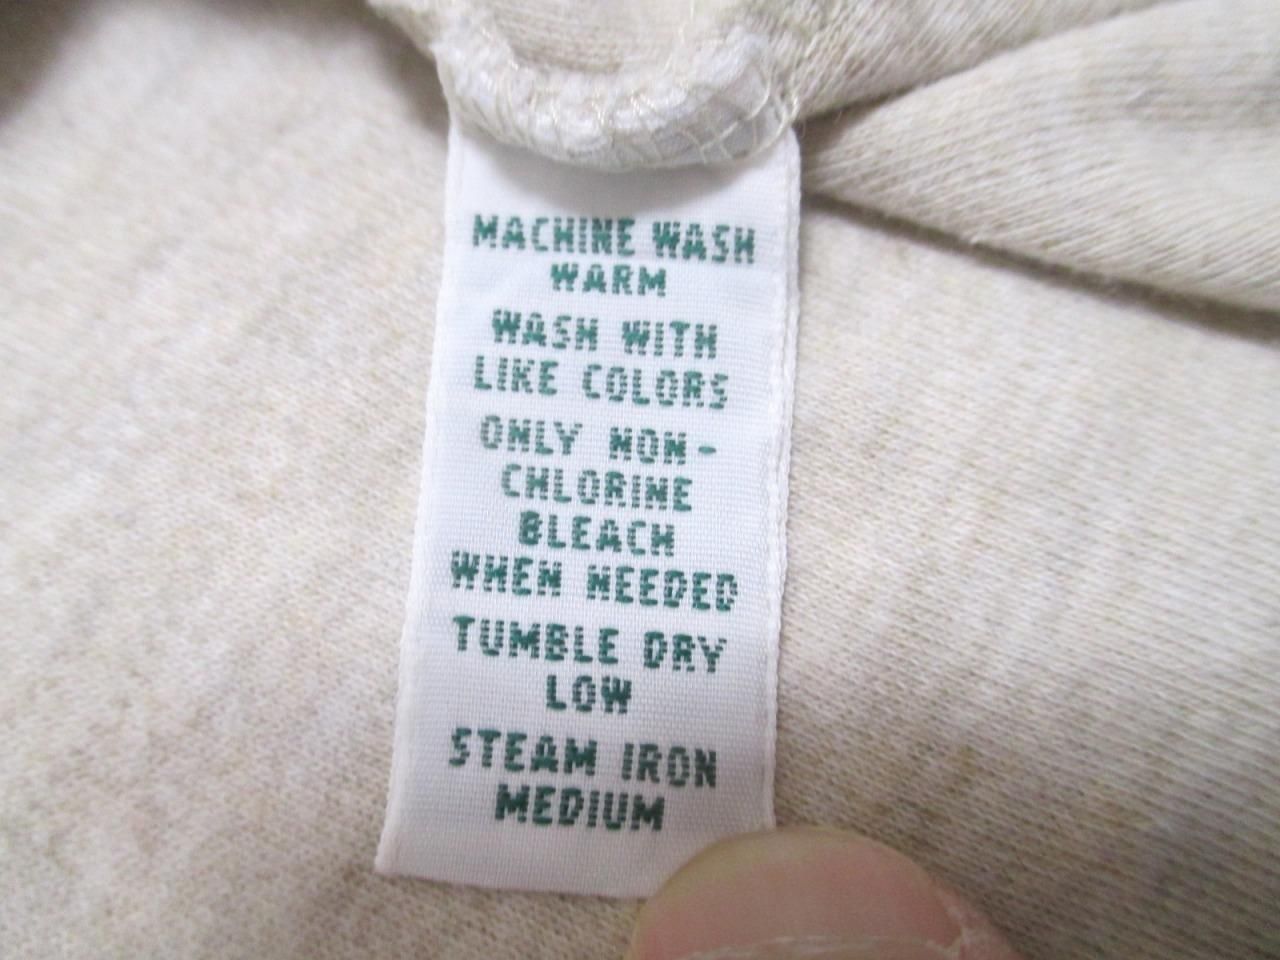 MACHINE WASH
WARM
WASH WITH
LIKE COLORS
ONLY NON-
CHLORINE
BLEACH
WHEN NEEDED
TUMBLE DRY
LOW
STEAM IRON
MEDIUM